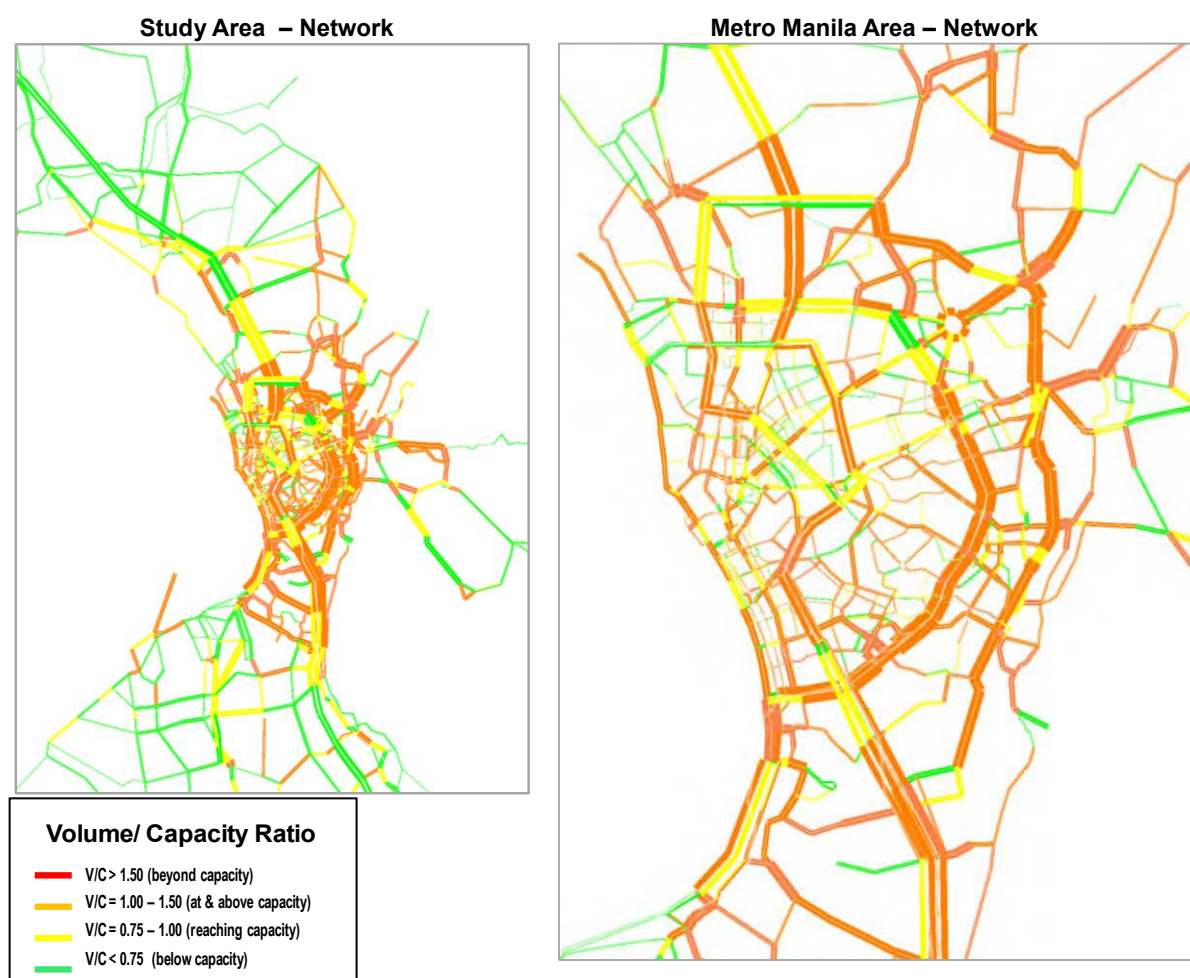 Study Area – Network
Metro Manila Area – Network
Volume/ Capacity Ratio
V/C > 1.50 (beyond capacity)
V/C = 1.00 – 1.50 (at & above capacity)
V/C = 0.75 – 1.00 (reaching capacity)
V/C < 0.75 (below capacity)